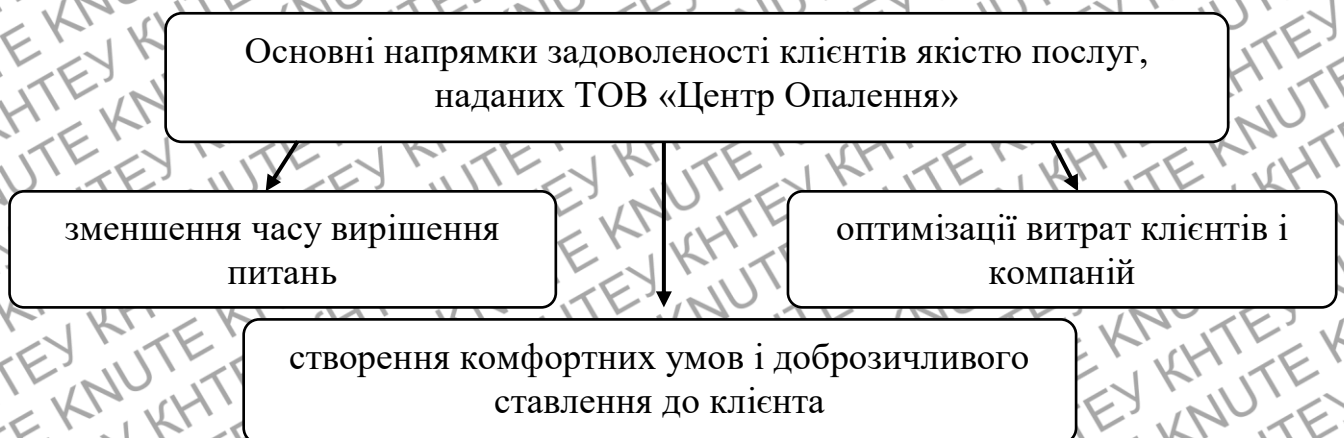 Основні напрямки задоволеності клієнтів якістю послуг,
наданих ТОВ «Центр Опалення»
зменшення часу вирішення
питань
оптимізації витрат клієнтів і
компаній
створення комфортних умов і доброзичливого
ставлення до клієнта